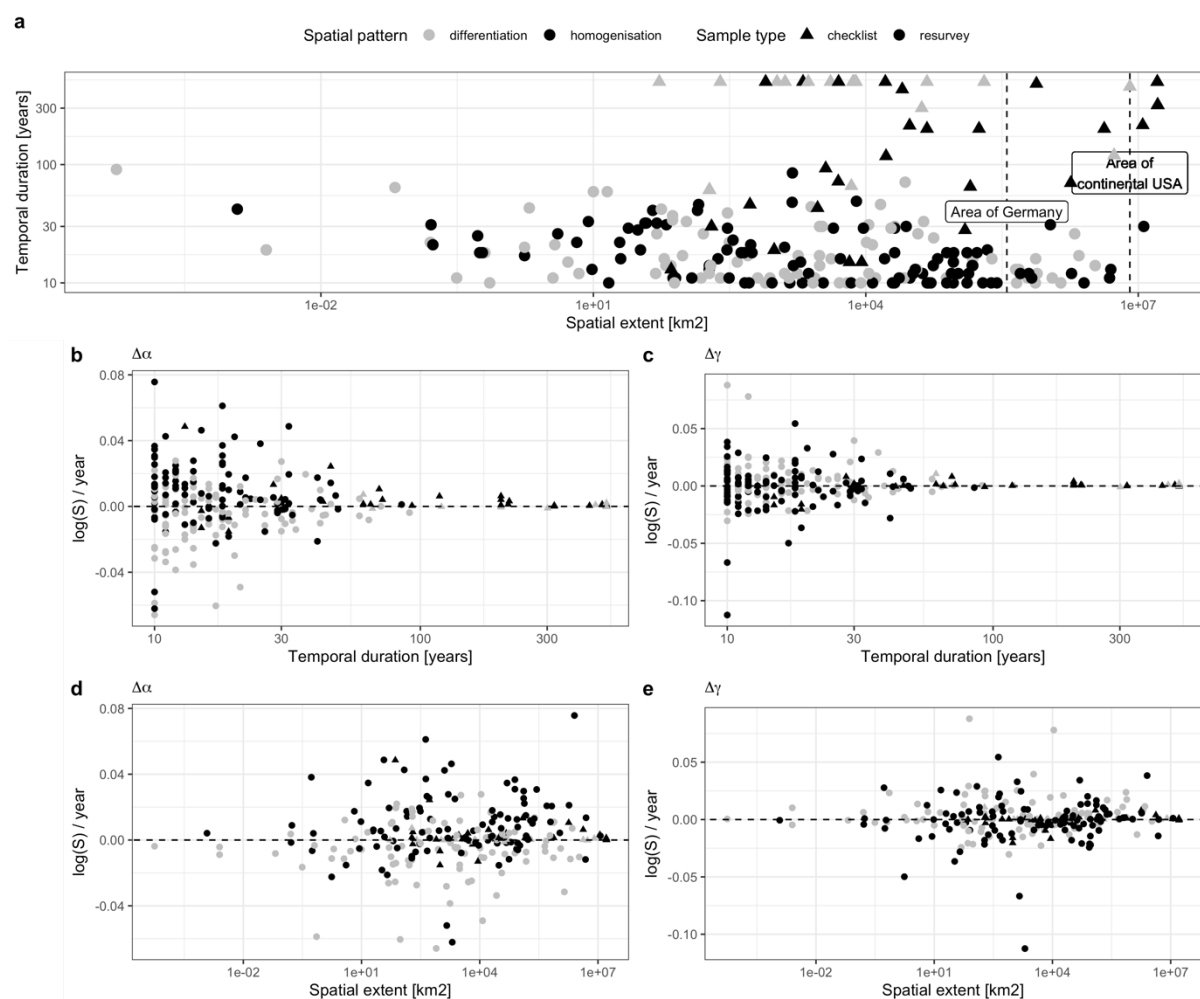 a
Spatial pattern differentiation homogenisation Sample type checklist resurvey
Temporal duration [years]
300
100
30
10
Area of
continental USA
Area of Germany
1e-02 1e+01 1e+04 1e+07
Spatial extent [km2]
b Δα
log(S) / year
0.08
0.04
0.00
-0.04
10 30 100 300
Temporal duration [years]
c Δγ
log(S) / year
0.05
0.00
-0.05
-0.10
10 30 100 300
Temporal duration [years]
d Δα
log(S) / year
0.08
0.04
0.00
-0.04
1e-02 1e+01 1e+04 1e+07
Spatial extent [km2]
e Δγ
log(S) / year
0.05
0.00
-0.05
-0.10
1e-02 1e+01 1e+04 1e+07
Spatial extent [km2]